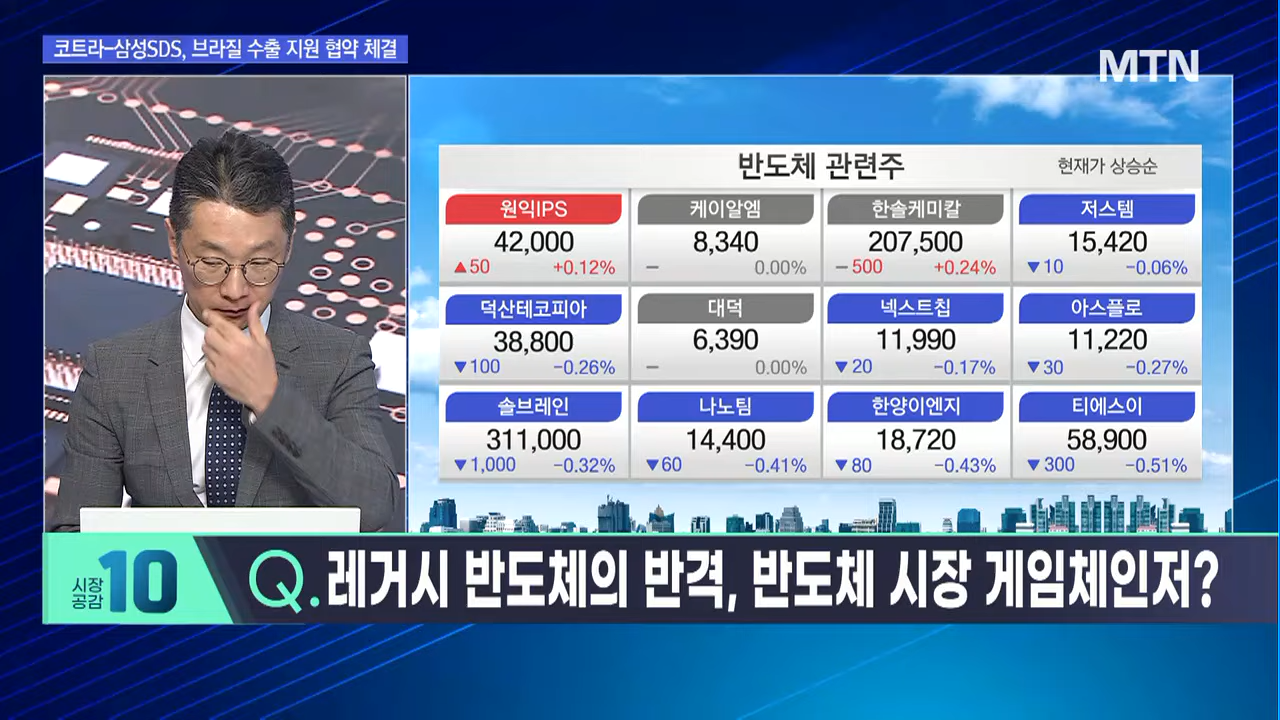 코트라-삼성SDS, 브라질 수출 지원 협약 체결
MTN
반도체 관련주
현재가 상승순
원익IPS
42,000
▲50 +0.12%
케이알엠
8,340
- 0.00%
한솔케미칼
207,500
-500 +0.24%
저스템
15,420
▼10 -0.06%
덕산테코피아
38,800
▼100 -0.26%
대덕
6,390
- 0.00%
넥스트칩
11,990
▼20 -0.17%
아스플로
11,220
▼30 -0.27%
솔브레인
311,000
▼1,000 -0.32%
나노팀
14,400
▼60 -0.41%
한양이엔지
18,720
▼80 -0.43%
티에스이
58,900
▼300 -0.51%
시장
공감
10
Q.레거시 반도체의 반격, 반도체 시장 게임체인저?